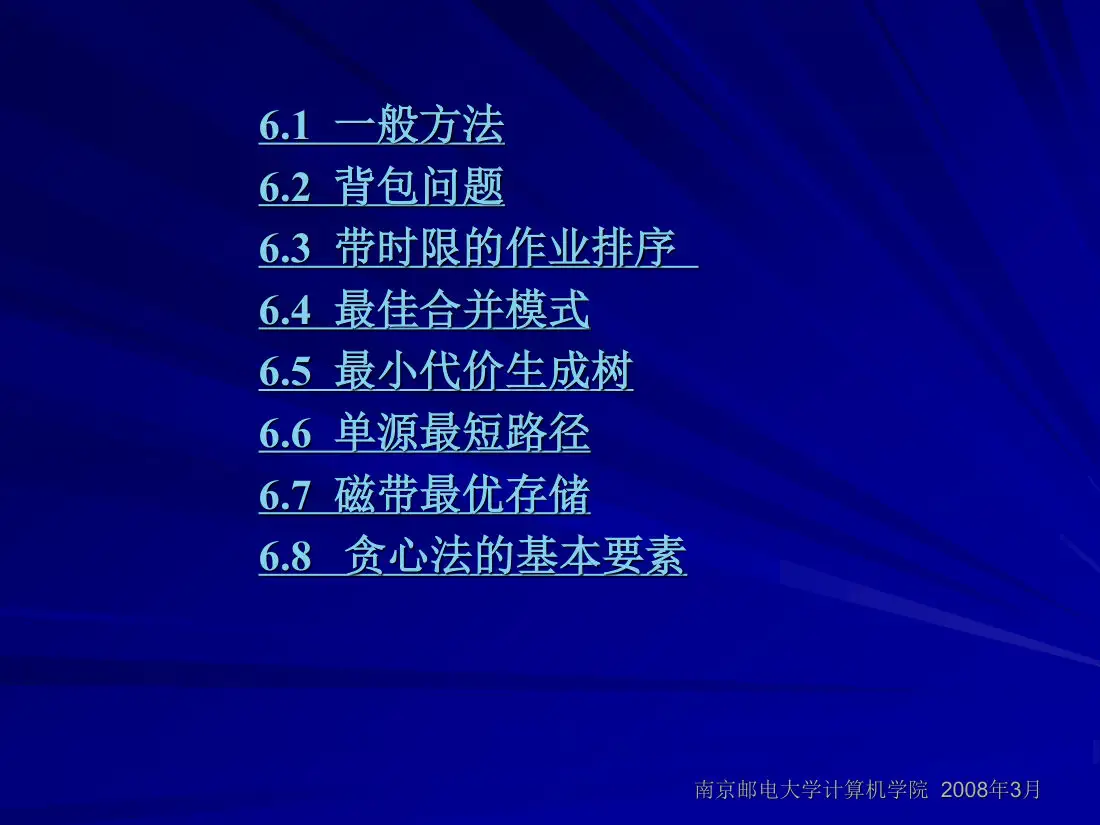 6.1 一般方法
6.2 背包问题
6.3 带时限的作业排序
6.4 最佳合并模式
6.5 最小代价生成树
6.6 单源最短路径
6.7 磁带最优存储
6.8 贪心法的基本要素
南京邮电大学计算机学院 2008年3月